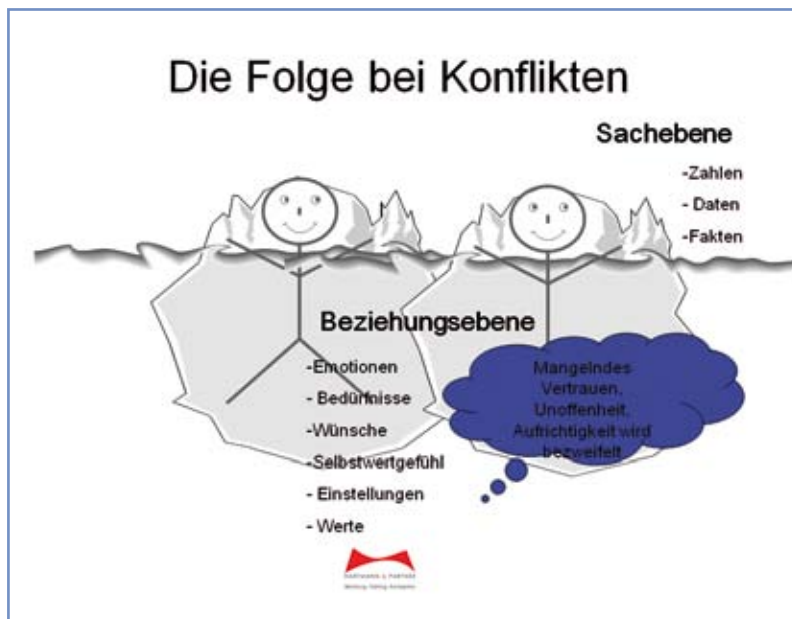 Die Folge bei Konflikten
Sachebene
-Zahlen
- Daten
-Fakten
Beziehungsebene
-Emotionen
- Bedürfnisse
-Wünsche
-Selbstwertgefühl
- Einstellungen
- Werte
Mangelndes
Vertrauen,
Unoffenheit,
Aufrichtigkeit wird
bezweifelt